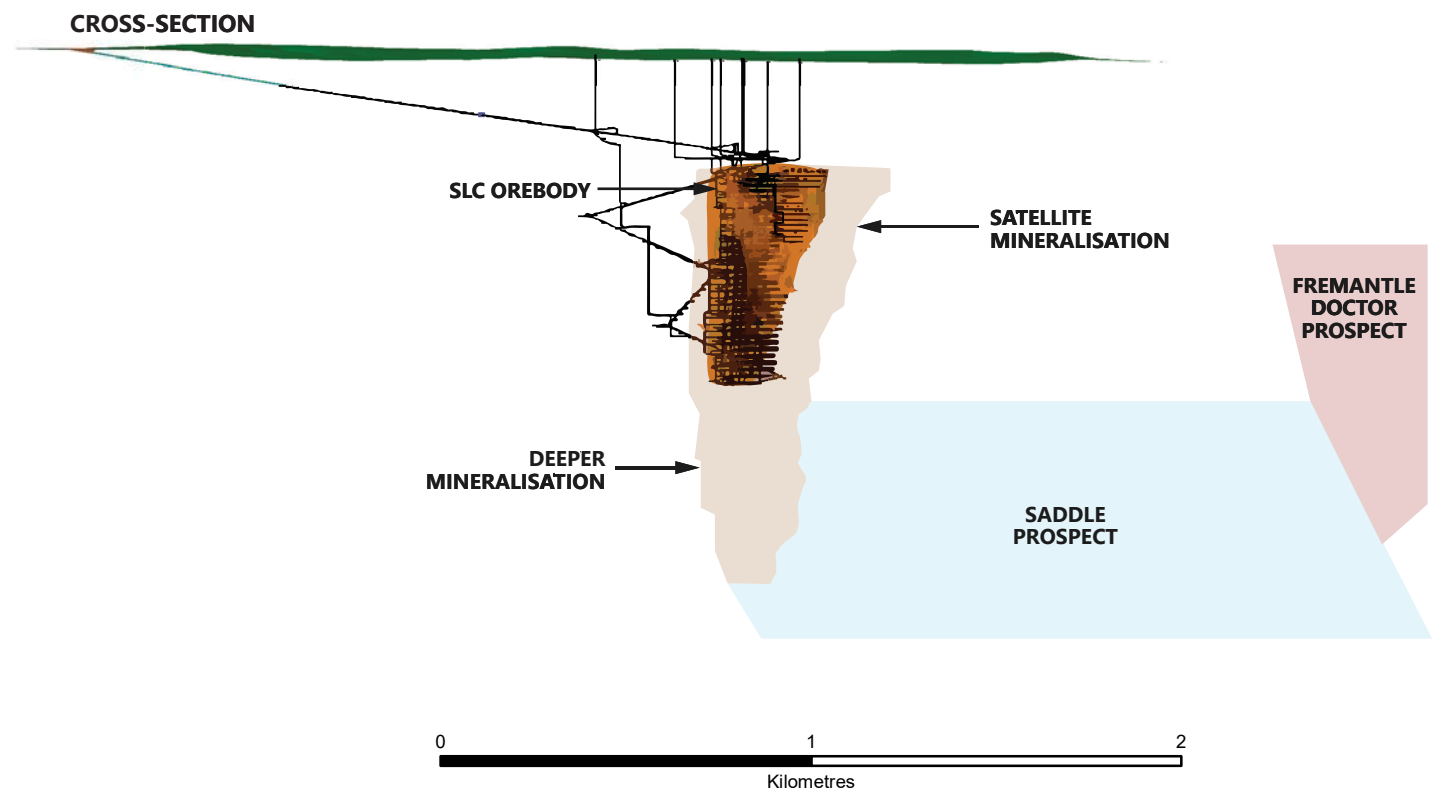 CROSS-SECTION
SLC OREBODY
SATELLITE
MINERALISATION
FREMANTLE
DOCTOR
PROSPECT
DEEPER
MINERALISATION
SADDLE
PROSPECT
0 1 2
Kilometres